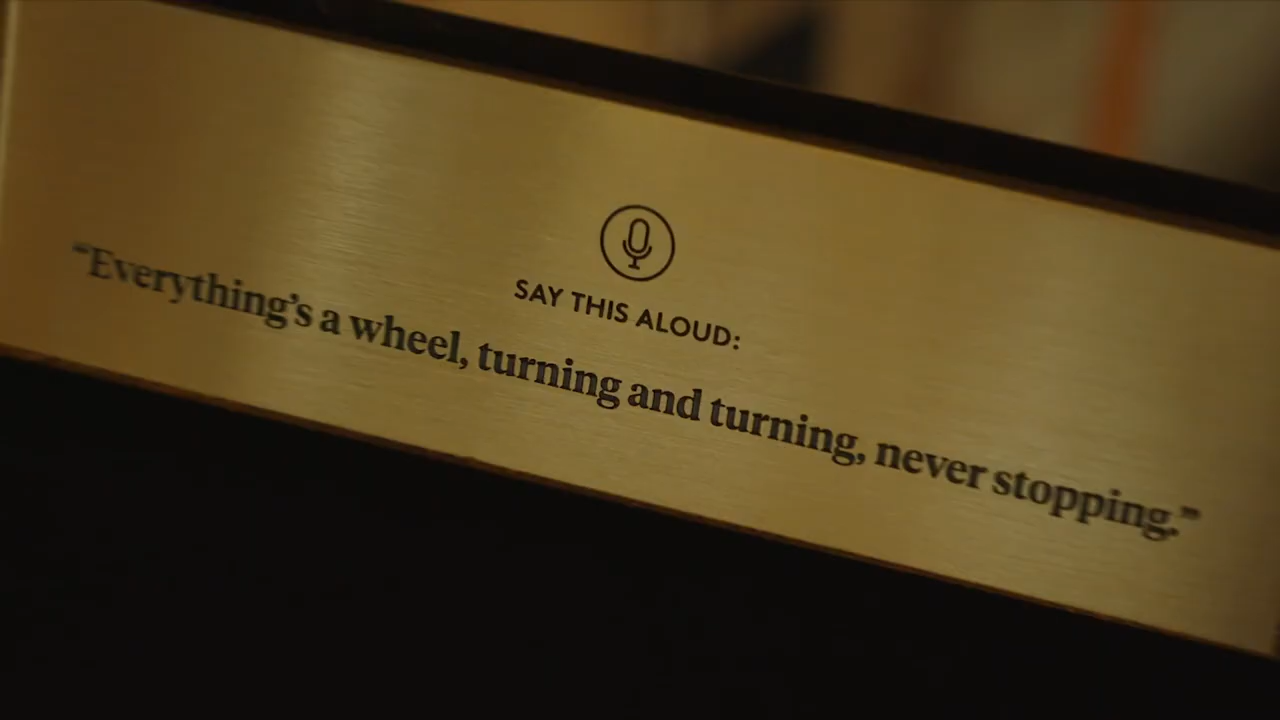 SAY THIS ALOUD:
“Everything’s a wheel, turning and turning, never stopping.”